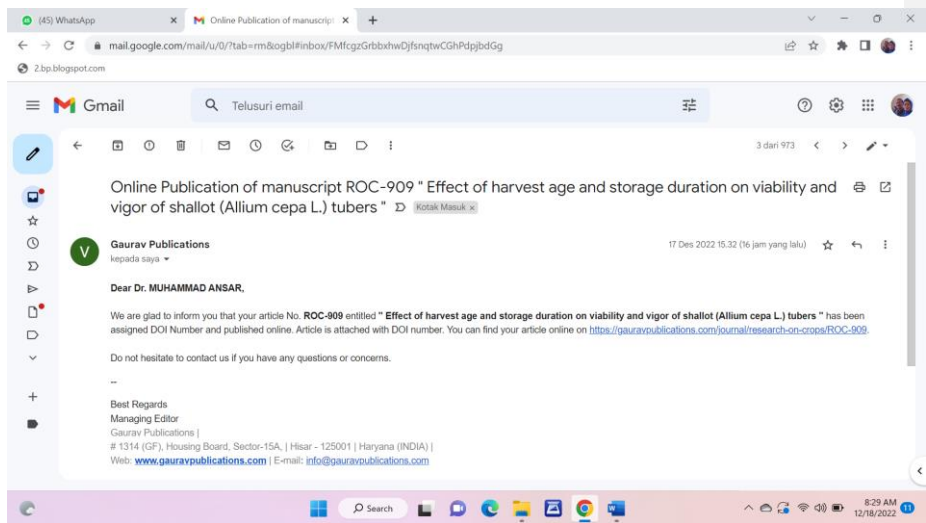 (45) WhatsApp
Online Publication of manuscript
mail.google.com/mail/u/0/?tab=rm&ogbl#inbox/FMfcgzGrbbxhwDjfsnqtwCGhPdpjbdGg
2.bp.blogspot.com
Gmail
Telusuri email
3 dari 973
Online Publication of manuscript ROC-909 " Effect of harvest age and storage duration on viability and
vigor of shallot (Allium cepa L.) tubers "
Kotak Masuk x
V
Gaurav Publications
17 Des 2022 15.32 (16 jam yang lalu)
kepada saya
Dear Dr. MUHAMMAD ANSAR,
We are glad to inform you that your article No. ROC-909 entitled " Effect of harvest age and storage duration on viability and vigor of shallot (Allium cepa L.) tubers " has been
assigned DOI Number and published online. Article is attached with DOI number. You can find your article online on https://gauravpublications.com/journal/research-on-crops/ROC-909.
Do not hesitate to contact us if you have any questions or concerns.
--
Best Regards
Managing Editor
Gaurav Publications |
# 1314 (GF), Housing Board, Sector-15A, | Hisar - 125001 | Haryana (INDIA) |
Web: www.gauravpublications.com | E-mail: info@gauravpublications.com
Search
8:29 AM
12/18/2022
11